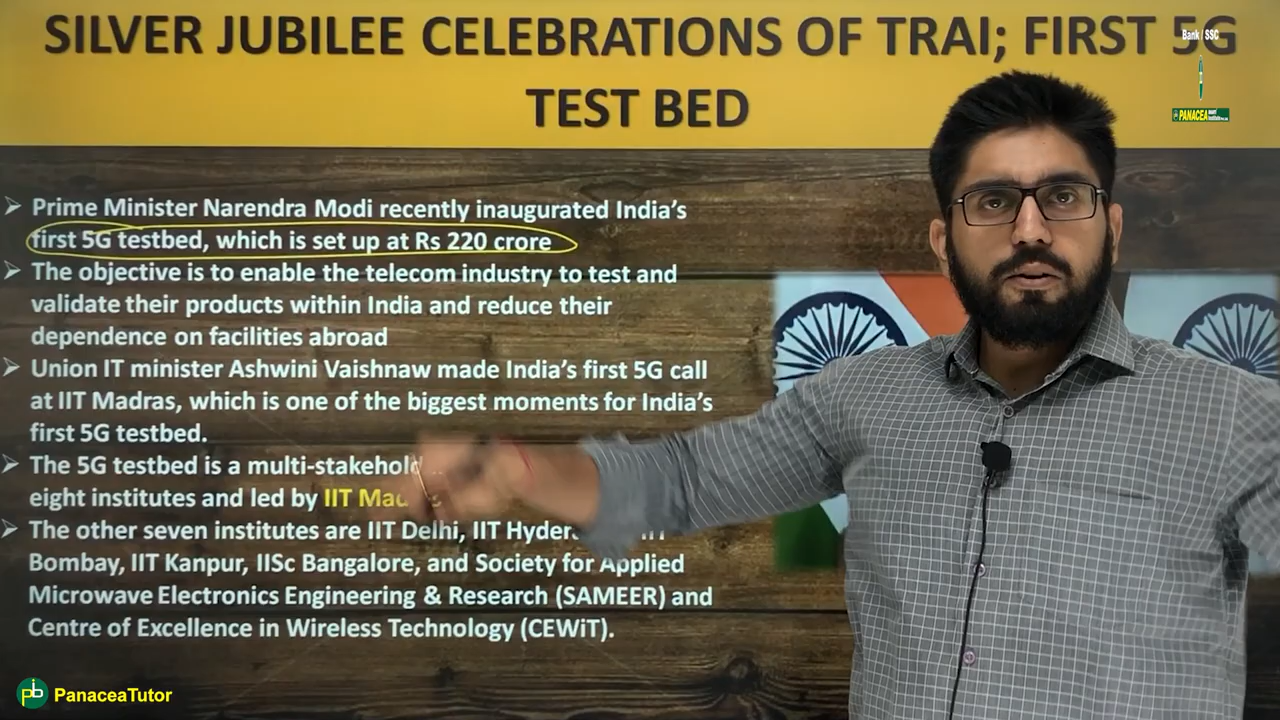 SILVER JUBILEE CELEBRATIONS OF TRAI; FIRST 5G
TEST BED
Bank / SSC
PANACEA
➢ Prime Minister Narendra Modi recently inaugurated India's
first 5G testbed, which is set up at Rs 220 crore
➢ The objective is to enable the telecom industry to test and
validate their products within India and reduce their
dependence on facilities abroad
➢ Union IT minister Ashwini Vaishnaw made India's first 5G call
at IIT Madras, which is one of the biggest moments for India's
first 5G testbed.
➢ The 5G testbed is a
eight institutes and led by IIT
➢ The other seven institutes are IIT Delhi, IIT
Bombay, IIT Kanpur, IISc Bangalore, and Society for Applied
Microwave Electronics Engineering & Research (SAMEER) and
Centre of Excellence in Wireless Technology (CEWiT).
PanaceaTutor